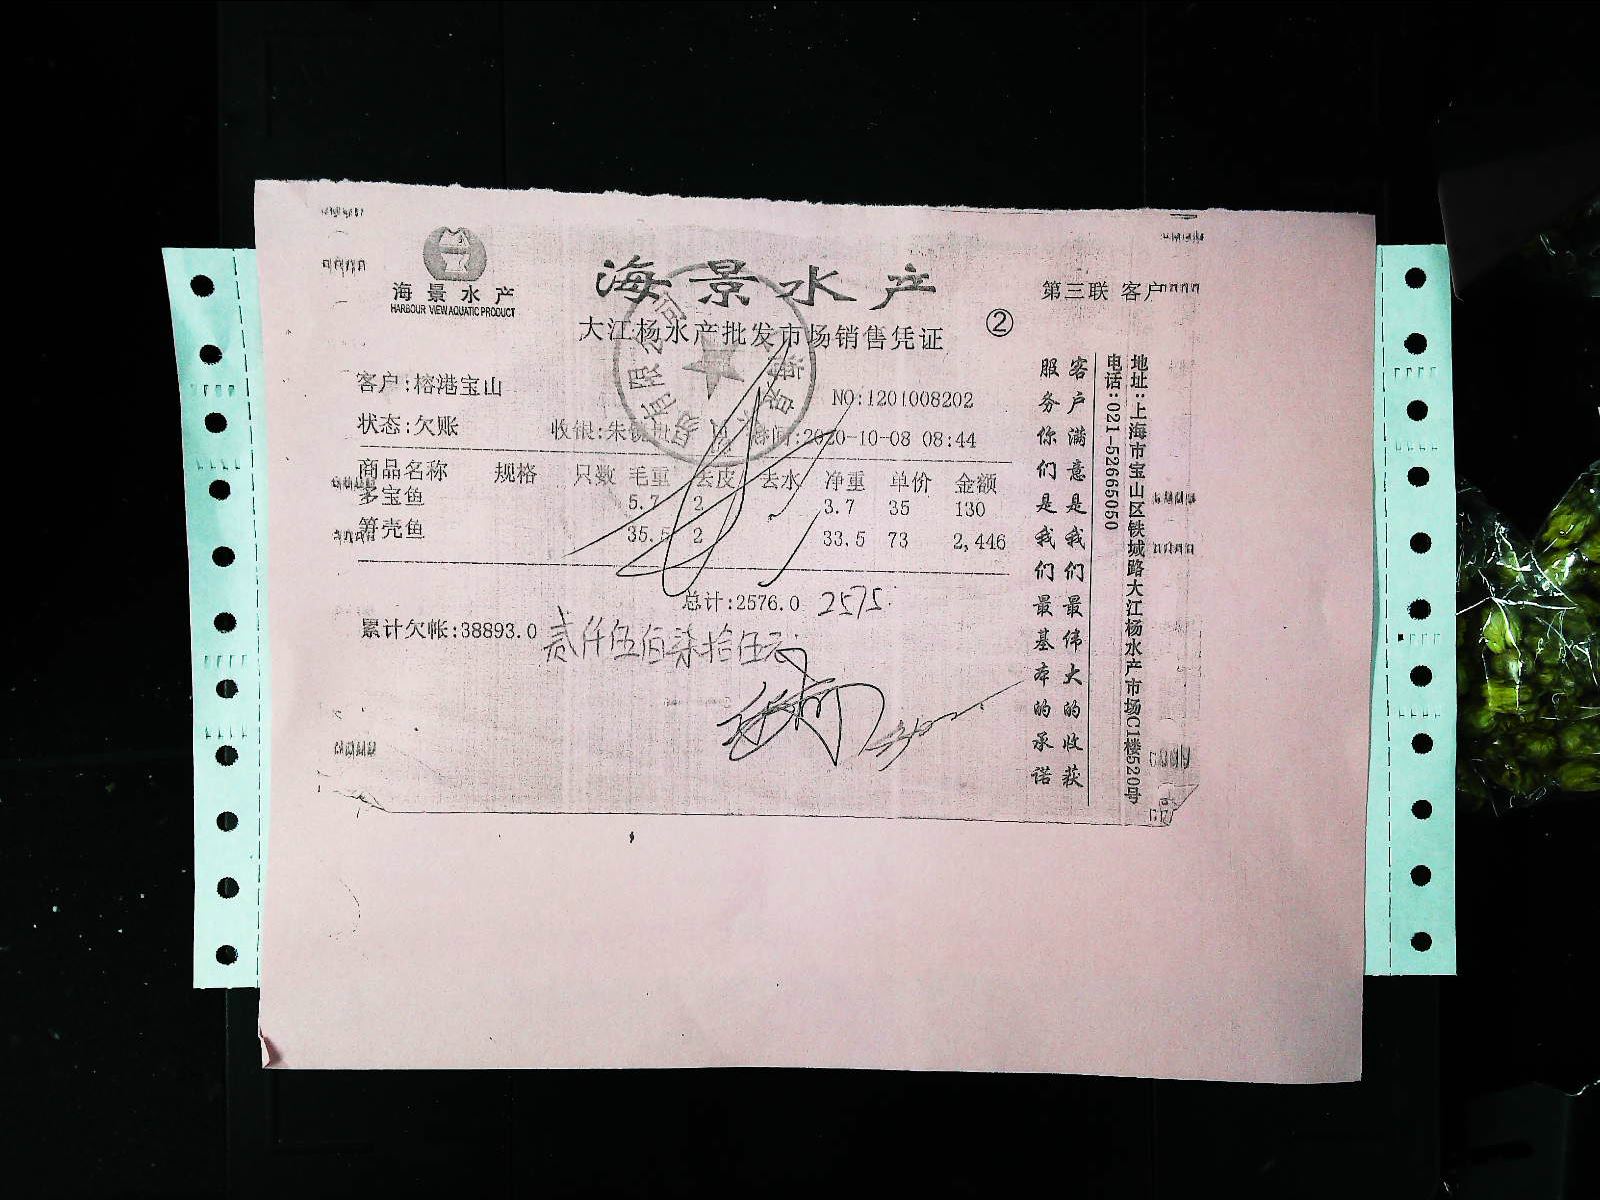 海景水产
HARBOUR VIEW AQUATIC PRODUCT
海景水产
第三联 客户
大江杨水产批发市场销售凭证 ②
客户:榕港宝山
NO:1201008202
状态:欠账 收银:朱 时间:2020-10-08 08:44
商品名称 规格 只数 毛重 去皮 去水 净重 单价 金额
多宝鱼 5.7 2 3.7 35 130
笋壳鱼 35.5 2 33.5 73 2,446
总计:2576.0 2575
累计欠帐:38893.0 贰仟伍佰柒拾伍元
客户满意是我们最伟大的收获
服务你们是我们最基本的承诺
地址:上海市宝山区铁城路大江杨水产市场C1楼520号
电话:021-52665050